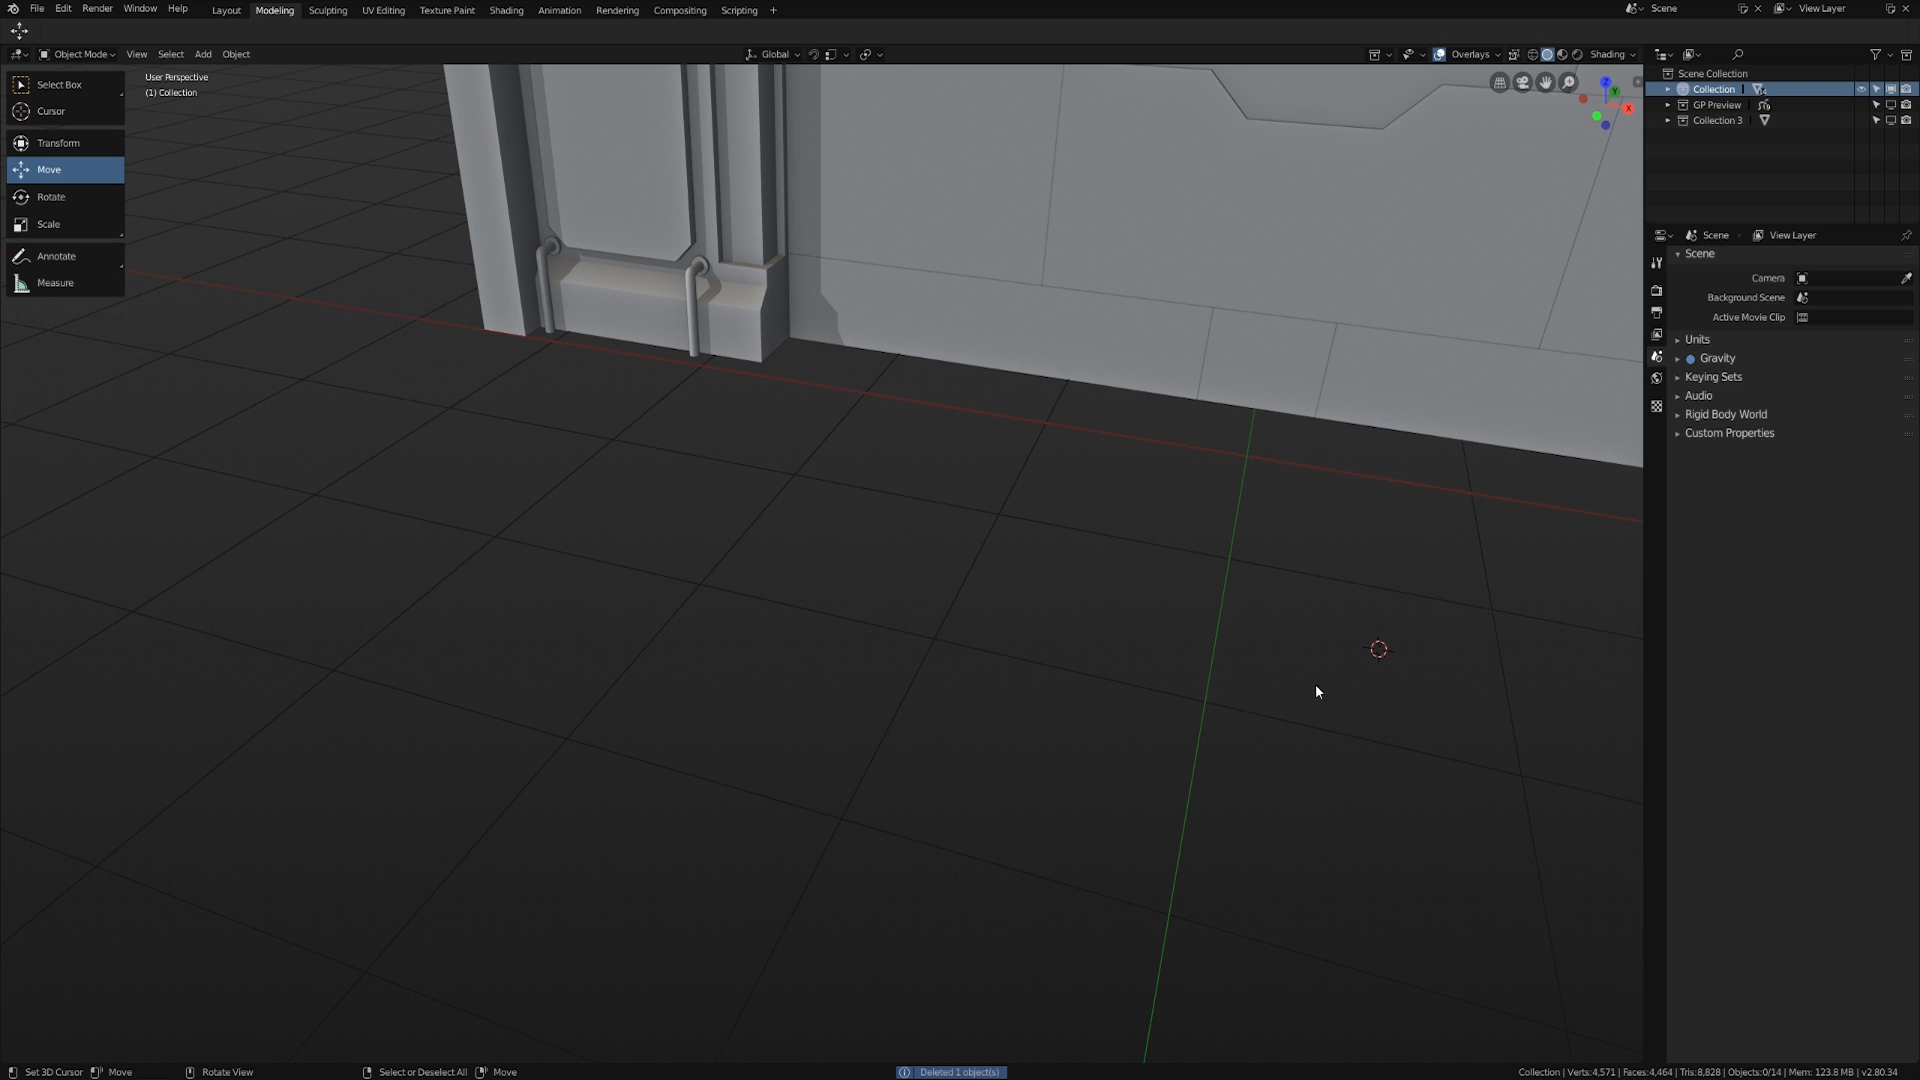 File Edit Render Window Help Layout Modeling Sculpting UV Editing Texture Paint Shading Animation Rendering Compositing Scripting + Scene View Layer
Object Mode View Select Add Object Global Overlays Shading
User Perspective
(1) Collection
Select Box
Cursor
Transform
Move
Rotate
Scale
Annotate
Measure
Z
Y
X
Scene Collection
Collection
GP Preview
Collection 3
Scene View Layer
Scene
Camera
Background Scene
Active Movie Clip
Units
Gravity
Keying Sets
Audio
Rigid Body World
Custom Properties
Set 3D Cursor Move Rotate View Select or Deselect All Move Deleted 1 object(s) Collection | Verts:4,571 | Faces:4,464 | Tris:8,828 | Objects:0/14 | Mem: 123.8 MB | v2.80.34